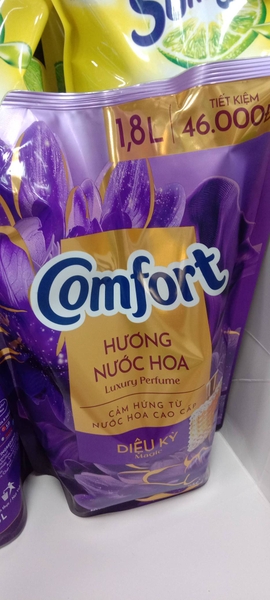 1,8L
TIẾT KIỆM
46.000đ
Comfort
HƯƠNG
NƯỚC HOA
Luxury Perfume
CẢM HỨNG TỪ
NƯỚC HOA CAO CẤP
DIỆU KỲ
Magic